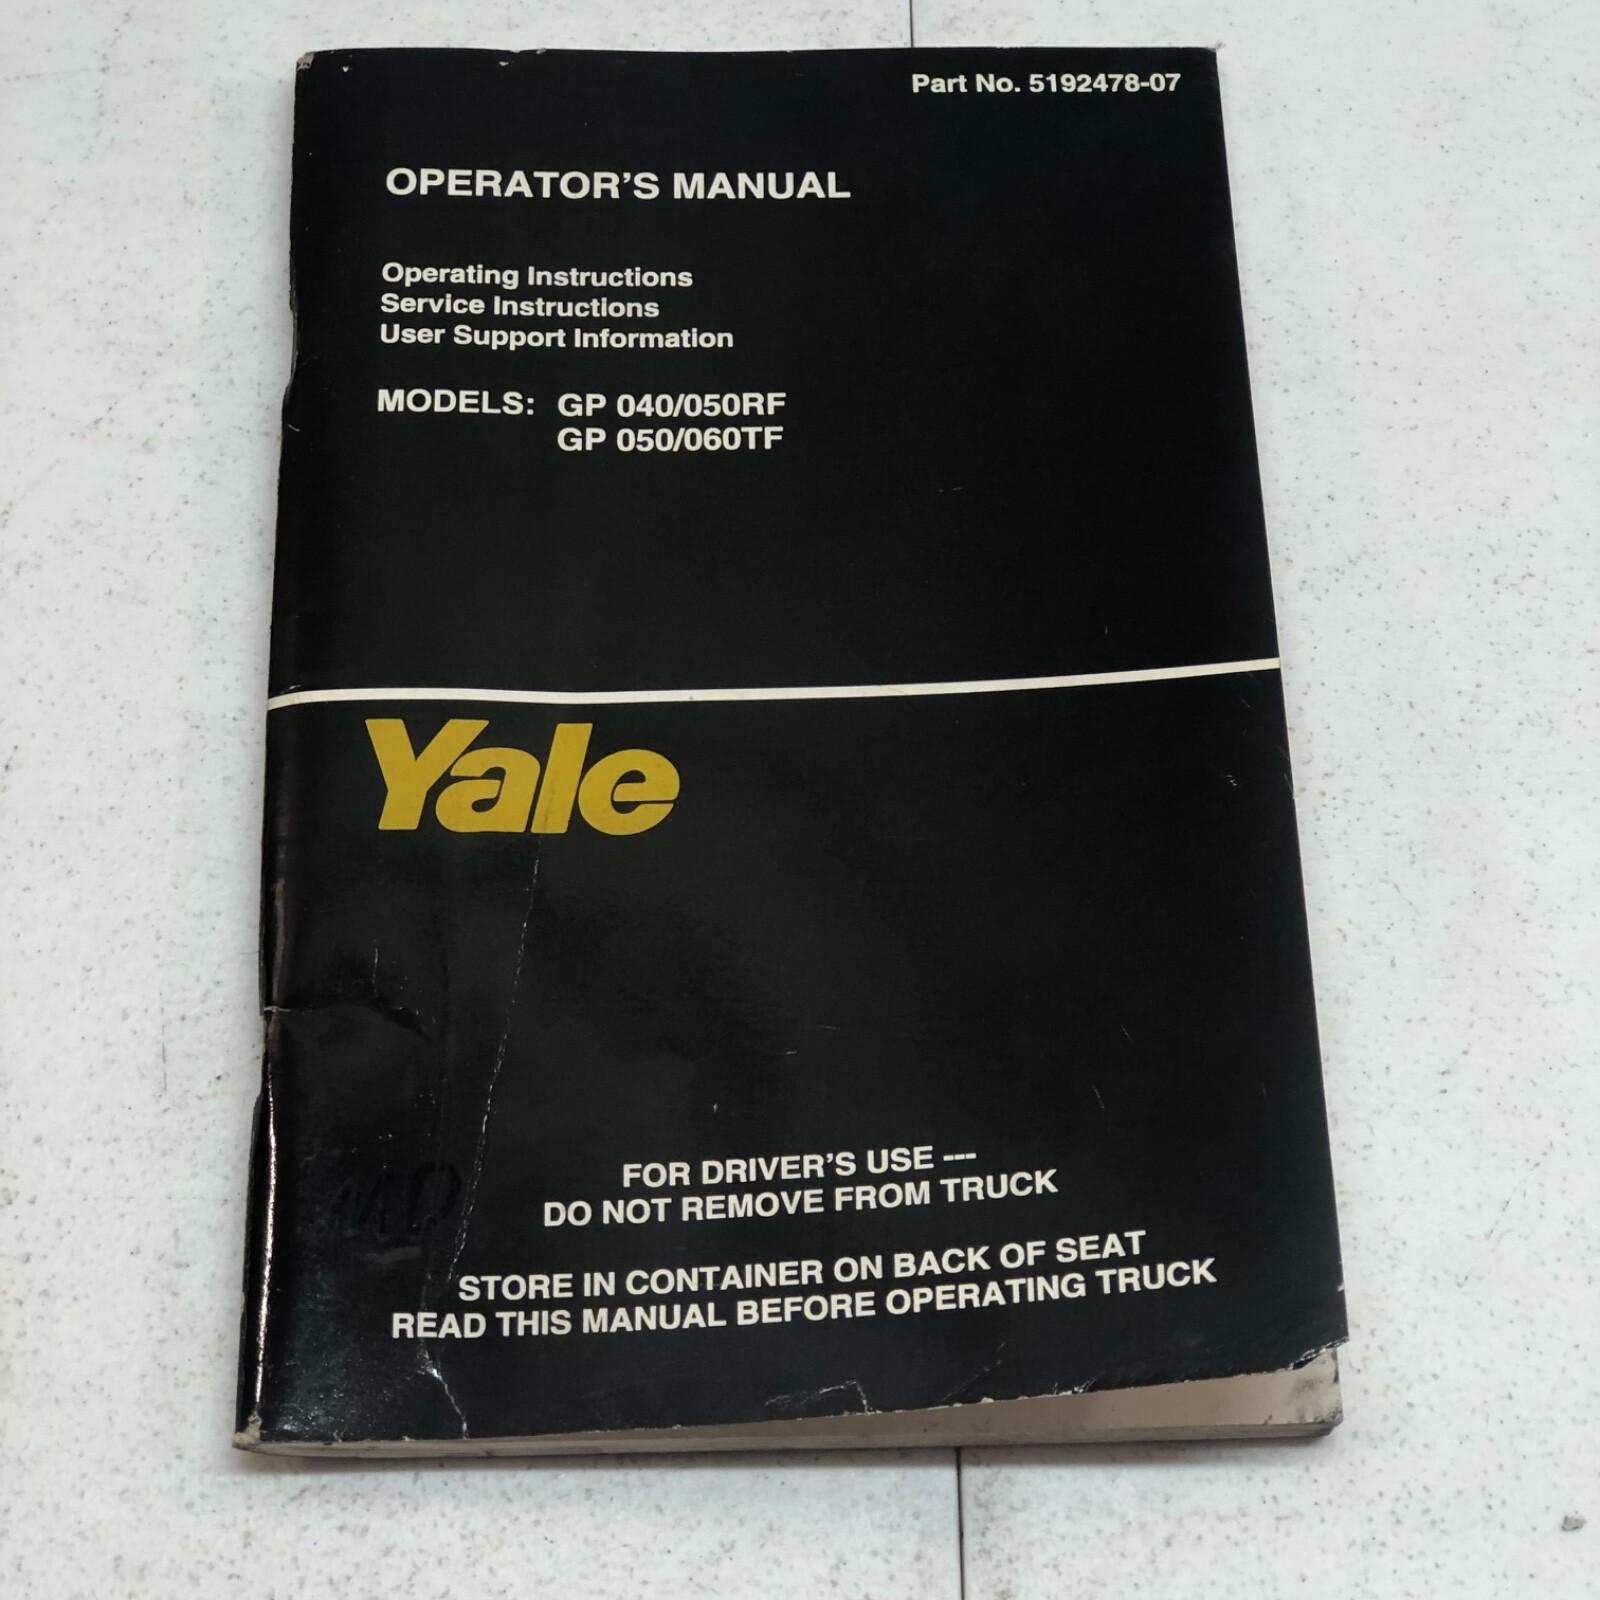 Part No. 5192478-07
OPERATOR'S MANUAL
Operating Instructions
Service Instructions
User Support Information
MODELS: GP 040/050RF
GP 050/060TF
Yale
FOR DRIVER'S USE ---
DO NOT REMOVE FROM TRUCK
STORE IN CONTAINER ON BACK OF SEAT
READ THIS MANUAL BEFORE OPERATING TRUCK